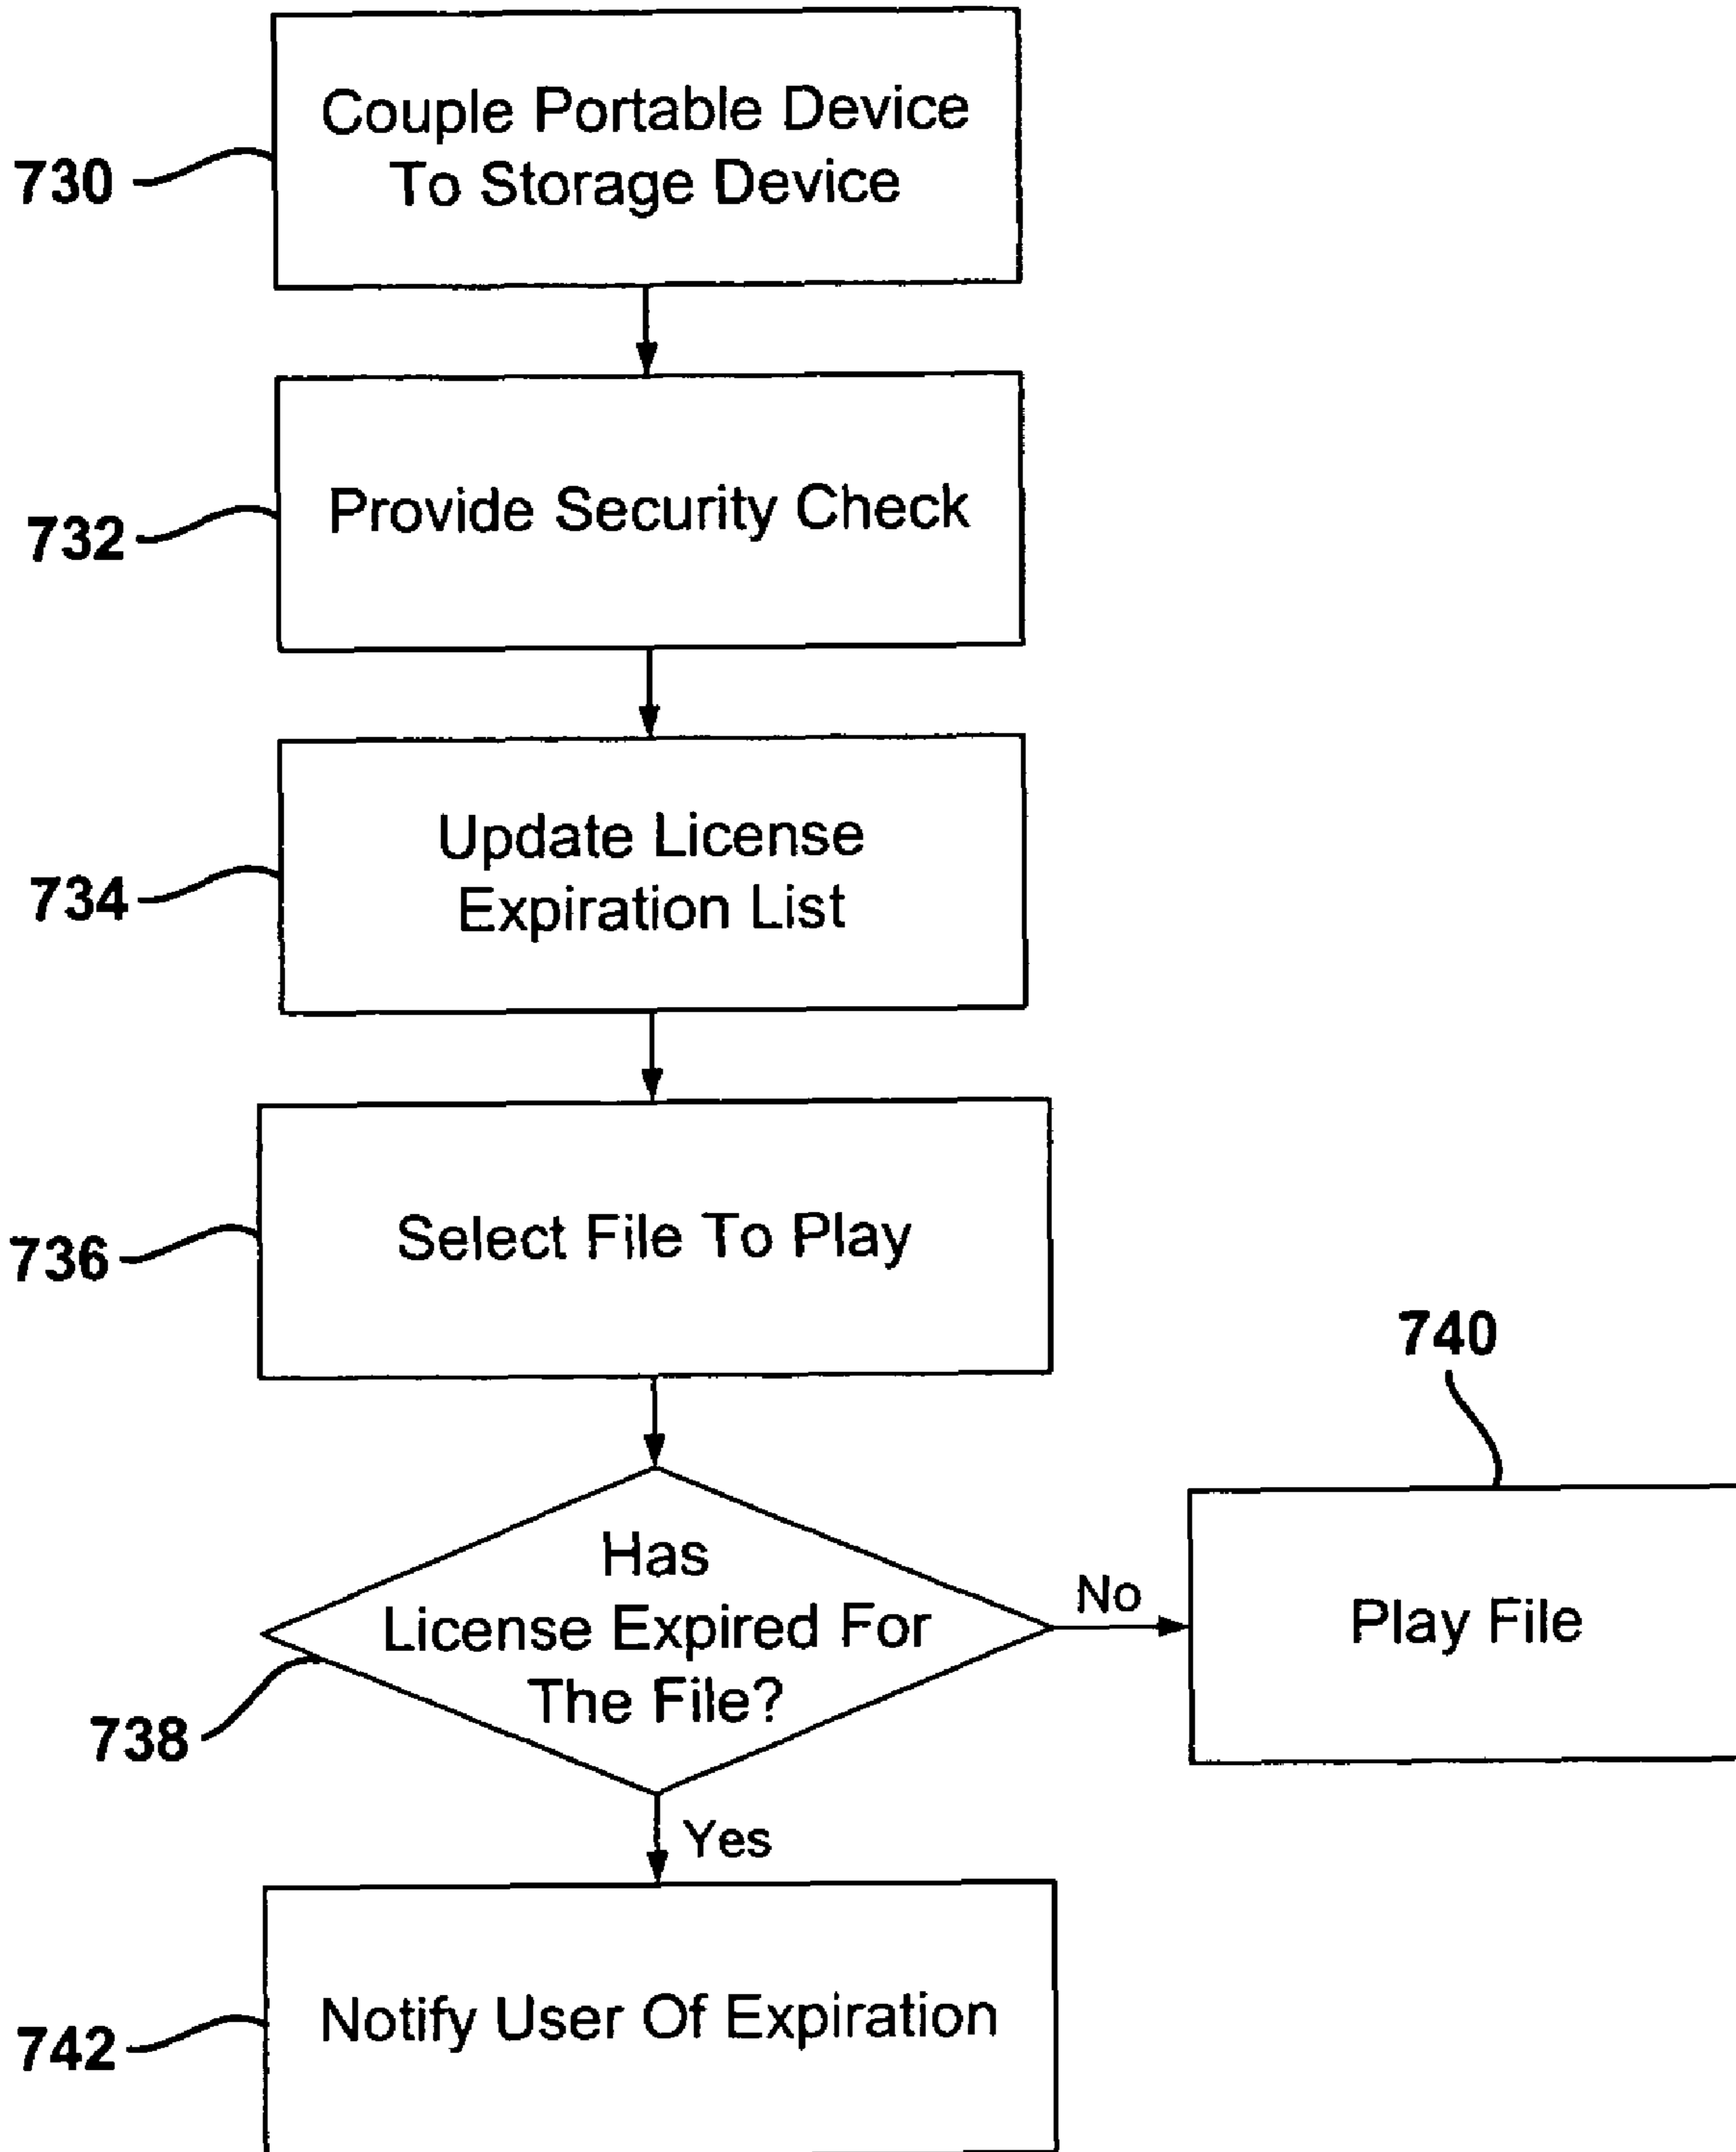 Couple Portable Device
To Storage Device
730
Provide Security Check
732
Update License
Expiration List
734
Select File To Play
736
740
Has
License Expired For
The File?
No
Play File
738
Yes
Notify User Of Expiration
742